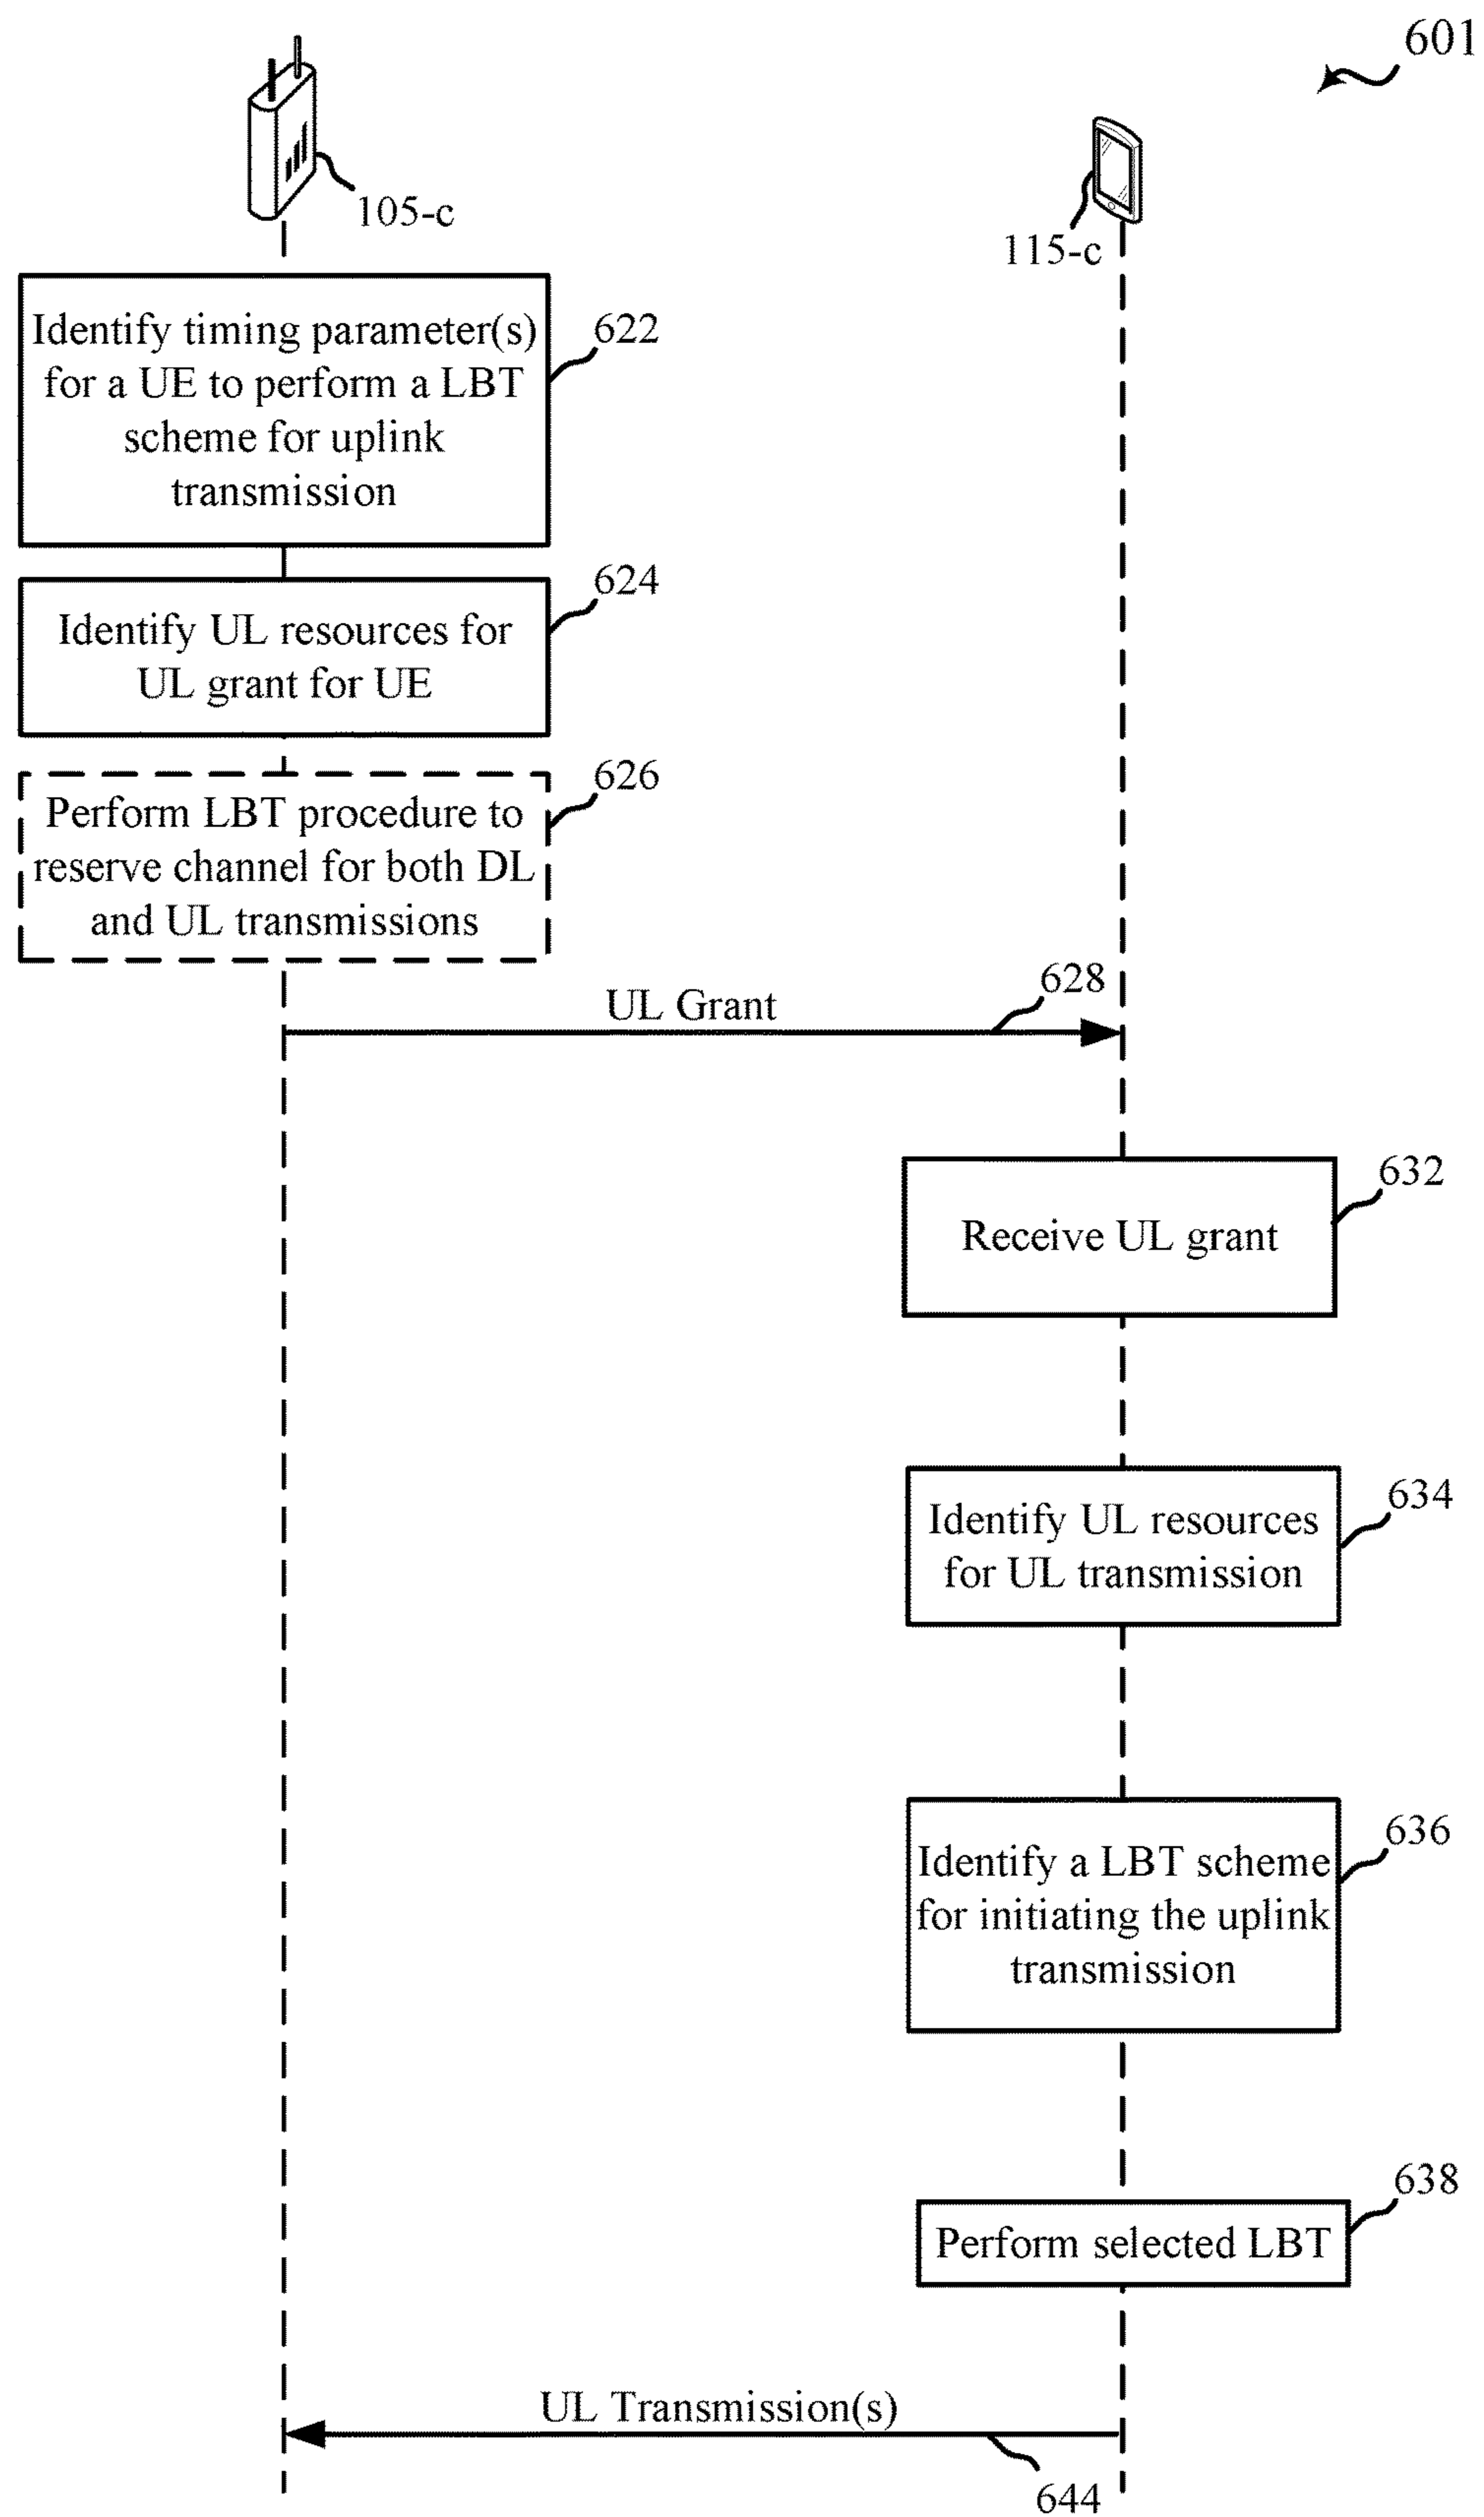 601
105-c
115-c
Identify timing parameter(s)
for a UE to perform a LBT
scheme for uplink
transmission
622
Identify UL resources for
UL grant for UE
624
Perform LBT procedure to
reserve channel for both DL
and UL transmissions
626
UL Grant
628
Receive UL grant
632
Identify UL resources
for UL transmission
634
Identify a LBT scheme
for initiating the uplink
transmission
636
Perform selected LBT
638
UL Transmission(s)
644